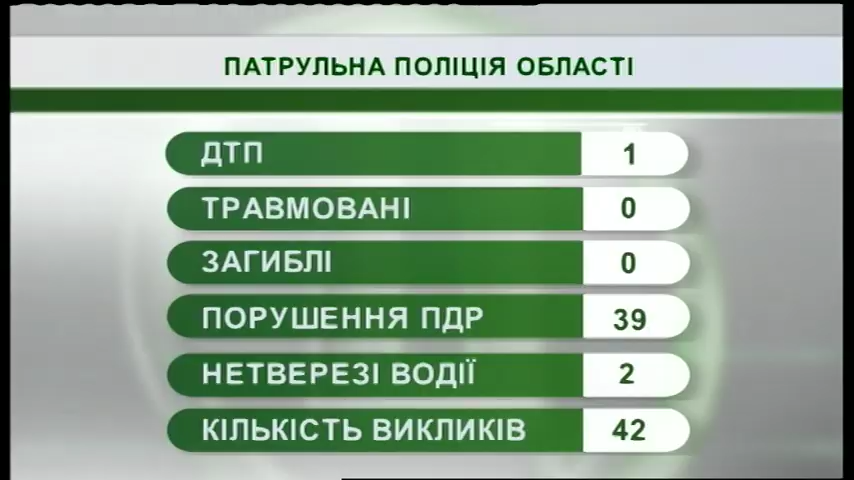 ПАТРУЛЬНА ПОЛІЦІЯ ОБЛАСТІ
ДТП 1
ТРАВМОВАНІ 0
ЗАГИБЛІ 0
ПОРУШЕННЯ ПДР 39
НЕТВЕРЕЗІ ВОДІЇ 2
КІЛЬКІСТЬ ВИКЛИКІВ 42